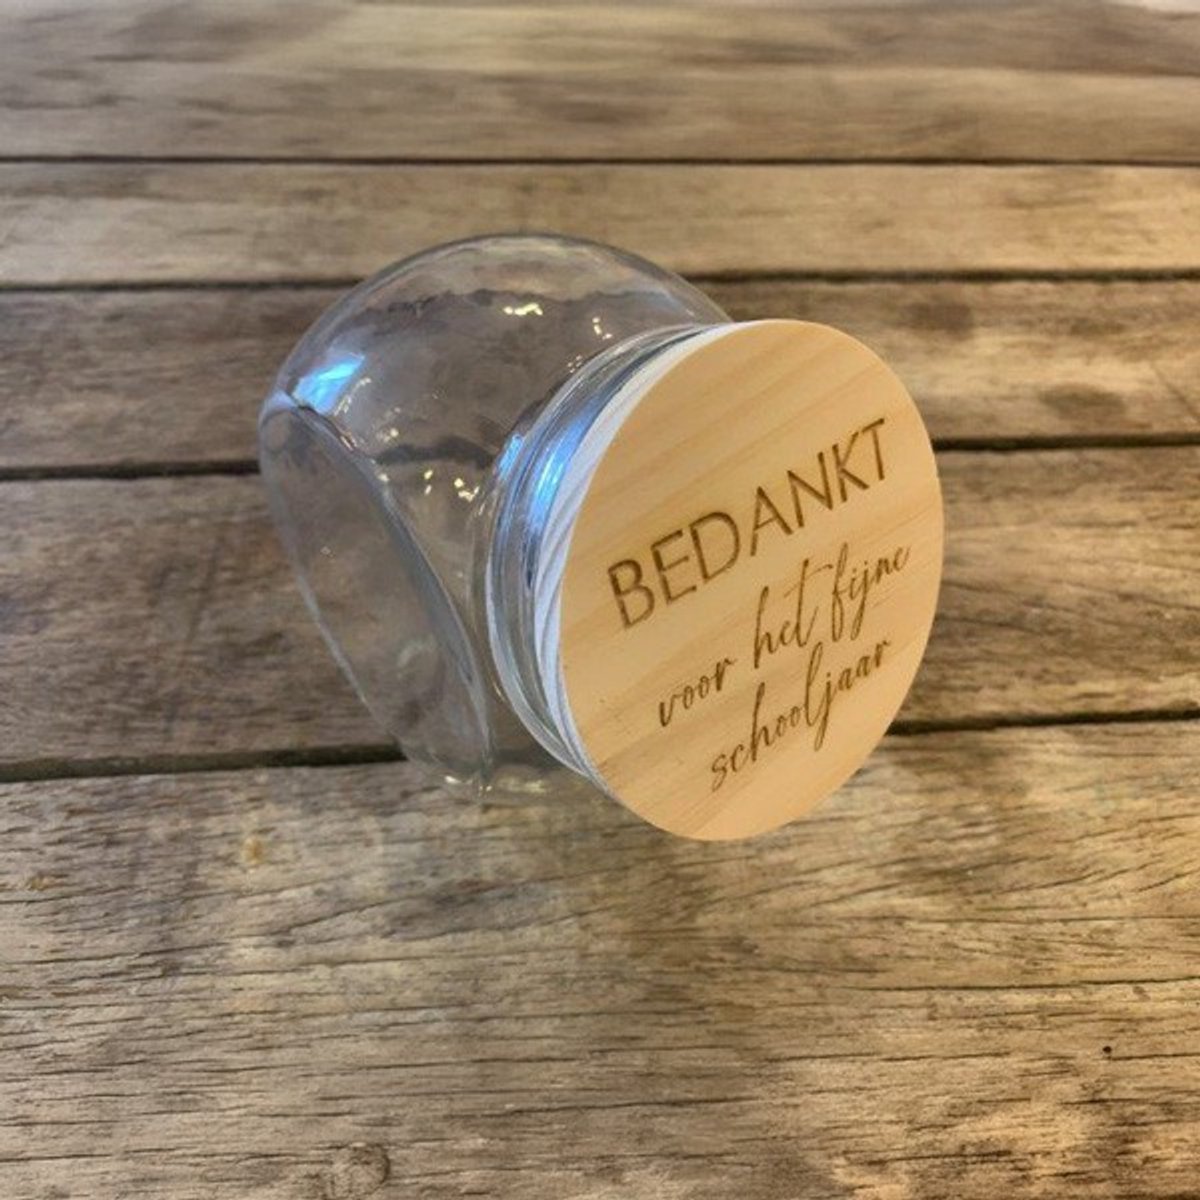 BEDANKT
voor het fijne
schooljaar